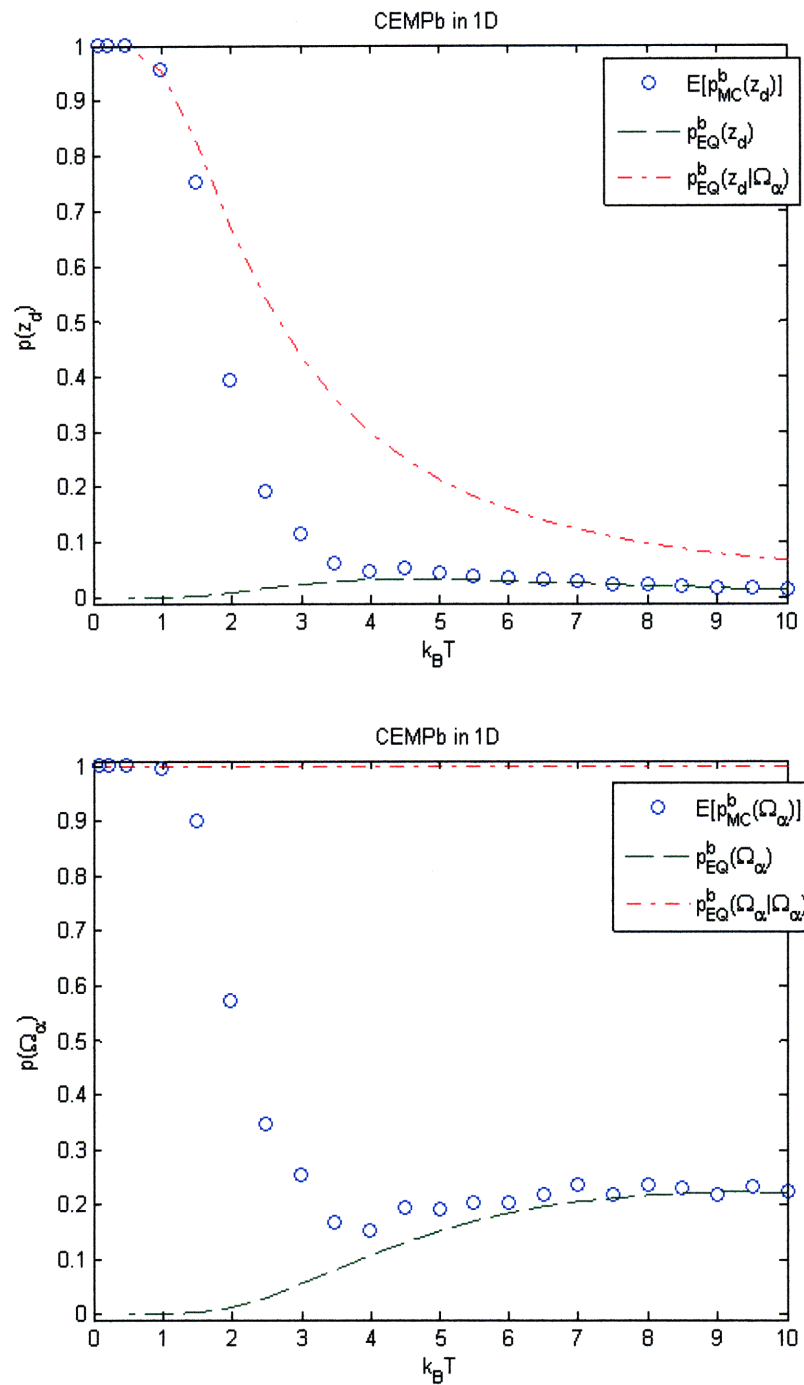 CEMPb in 1D
1
0.9
0.8
0.7
0.6
0.5
0.4
0.3
0.2
0.1
0
p(z_d)
E[p^b_MC(z_d)]
p^b_EQ(z_d)
p^b_EQ(z_d|Ω_α)
0 1 2 3 4 5 6 7 8 9 10
k_BT
CEMPb in 1D
1
0.9
0.8
0.7
0.6
0.5
0.4
0.3
0.2
0.1
0
p(Ω_α)
E[p^b_MC(Ω_α)]
p^b_EQ(Ω_α)
p^b_EQ(Ω_α|Ω_α)
0 1 2 3 4 5 6 7 8 9 10
k_BT